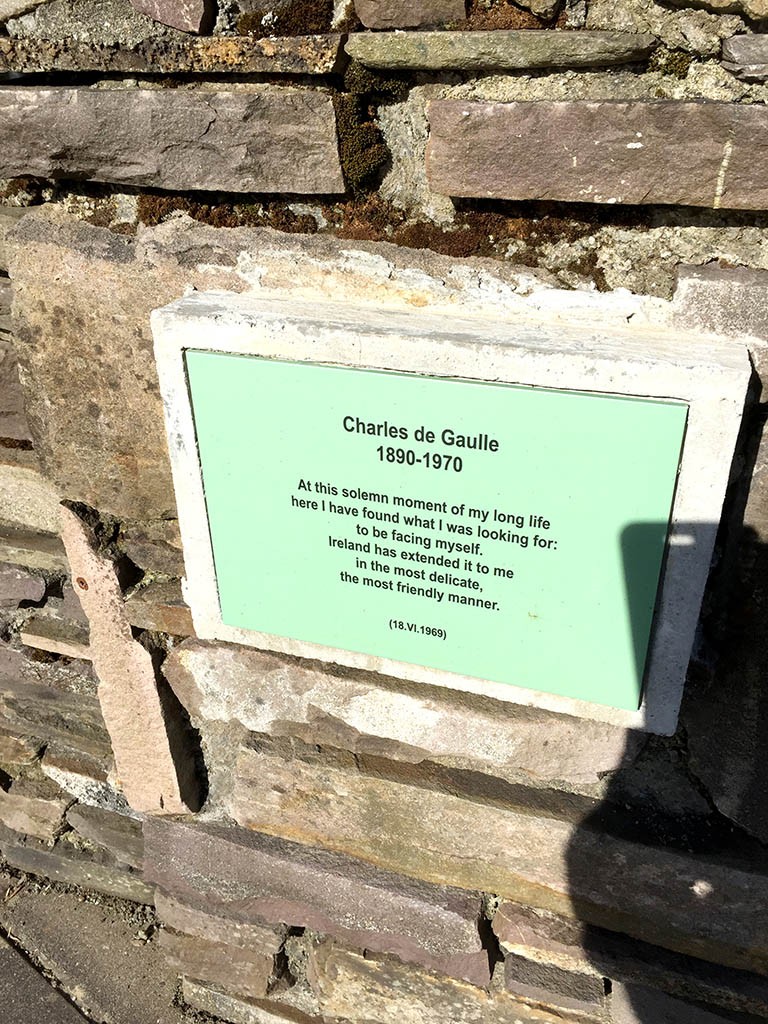 Charles de Gaulle
1890-1970
At this solemn moment of my long life
here I have found what I was looking for:
to be facing myself.
Ireland has extended it to me
in the most delicate,
the most friendly manner.
(18.VI.1969)